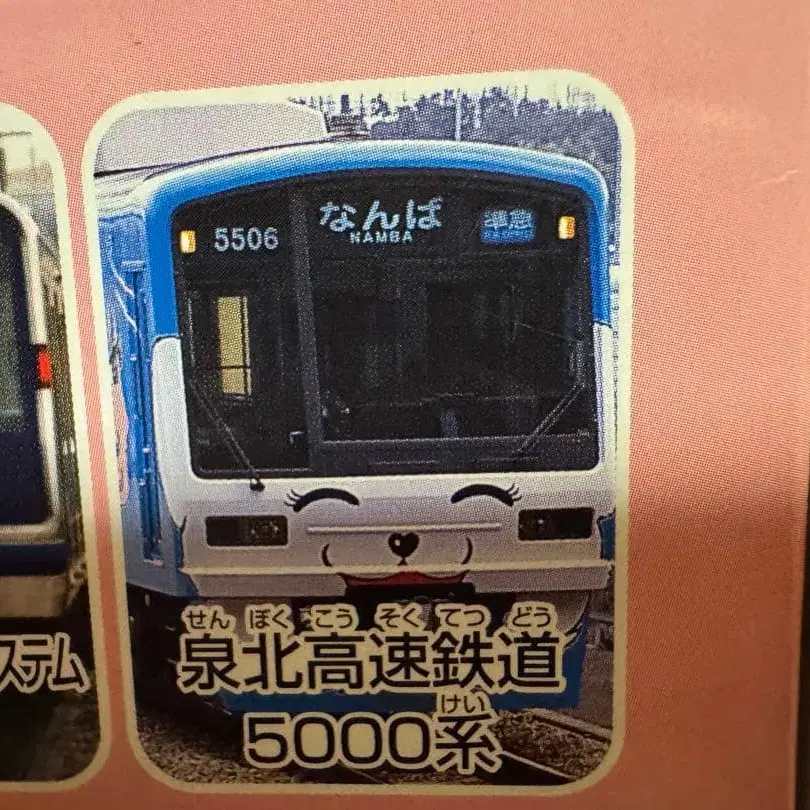 5506
なんば
NAMBA
準急
ステム
せん ぼく こう そく てつ どう
泉北高速鉄道
けい
5000系